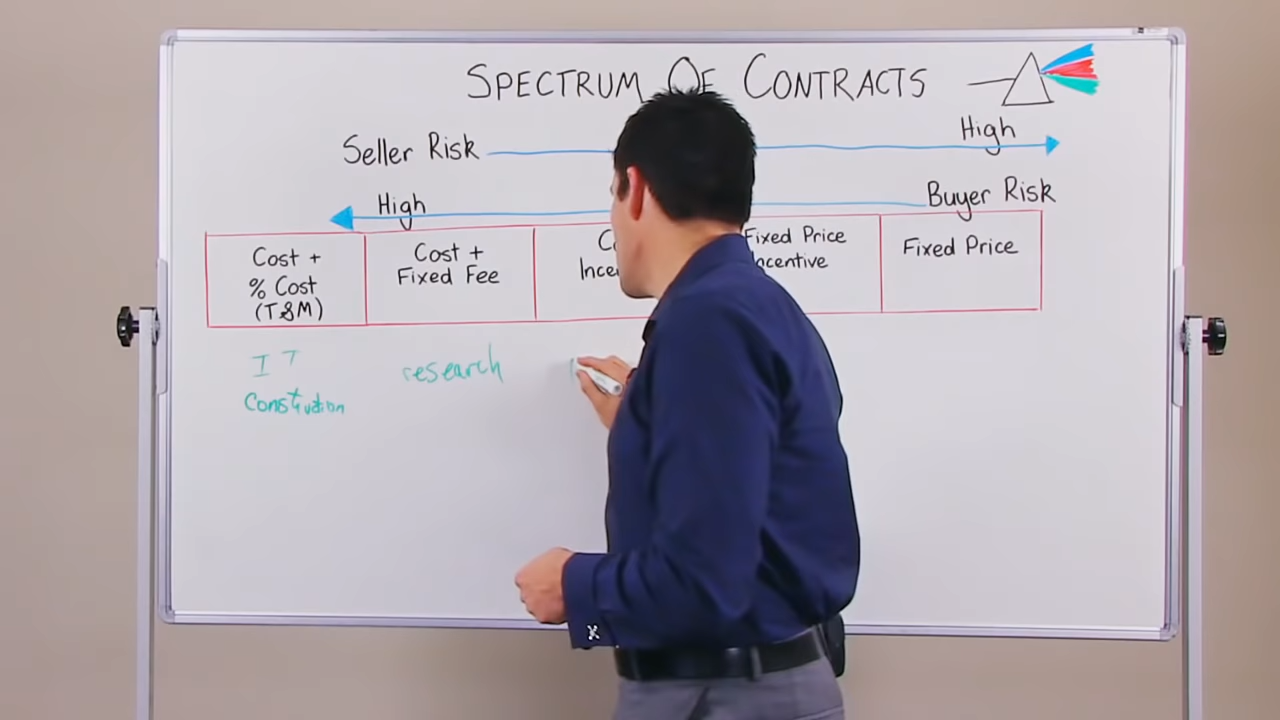 SPECTRUM OF CONTRACTS
High
Seller Risk
High
Buyer Risk
Cost +
% Cost
(T&M)
Cost +
Fixed Fee
Fixed Price
Incentive
Fixed Price
IT
research